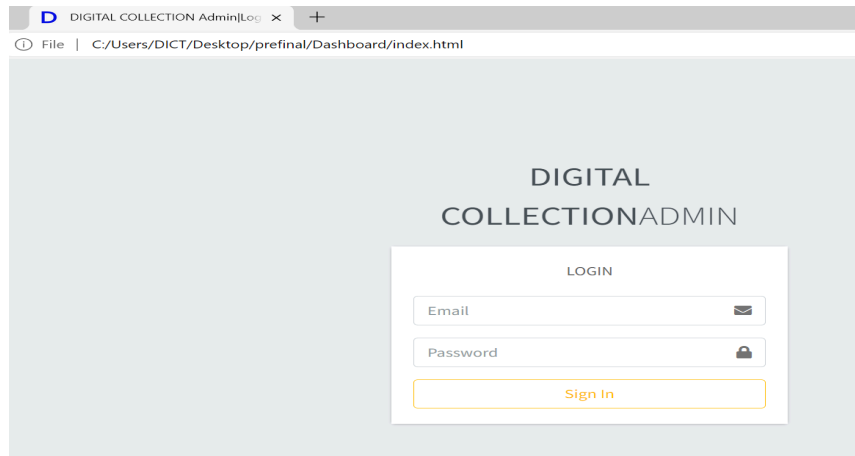 D DIGITAL COLLECTION Admin|Log
File | C:/Users/DICT/Desktop/prefinal/Dashboard/index.html
DIGITAL
COLLECTIONADMIN
LOGIN
Email
Password
Sign In